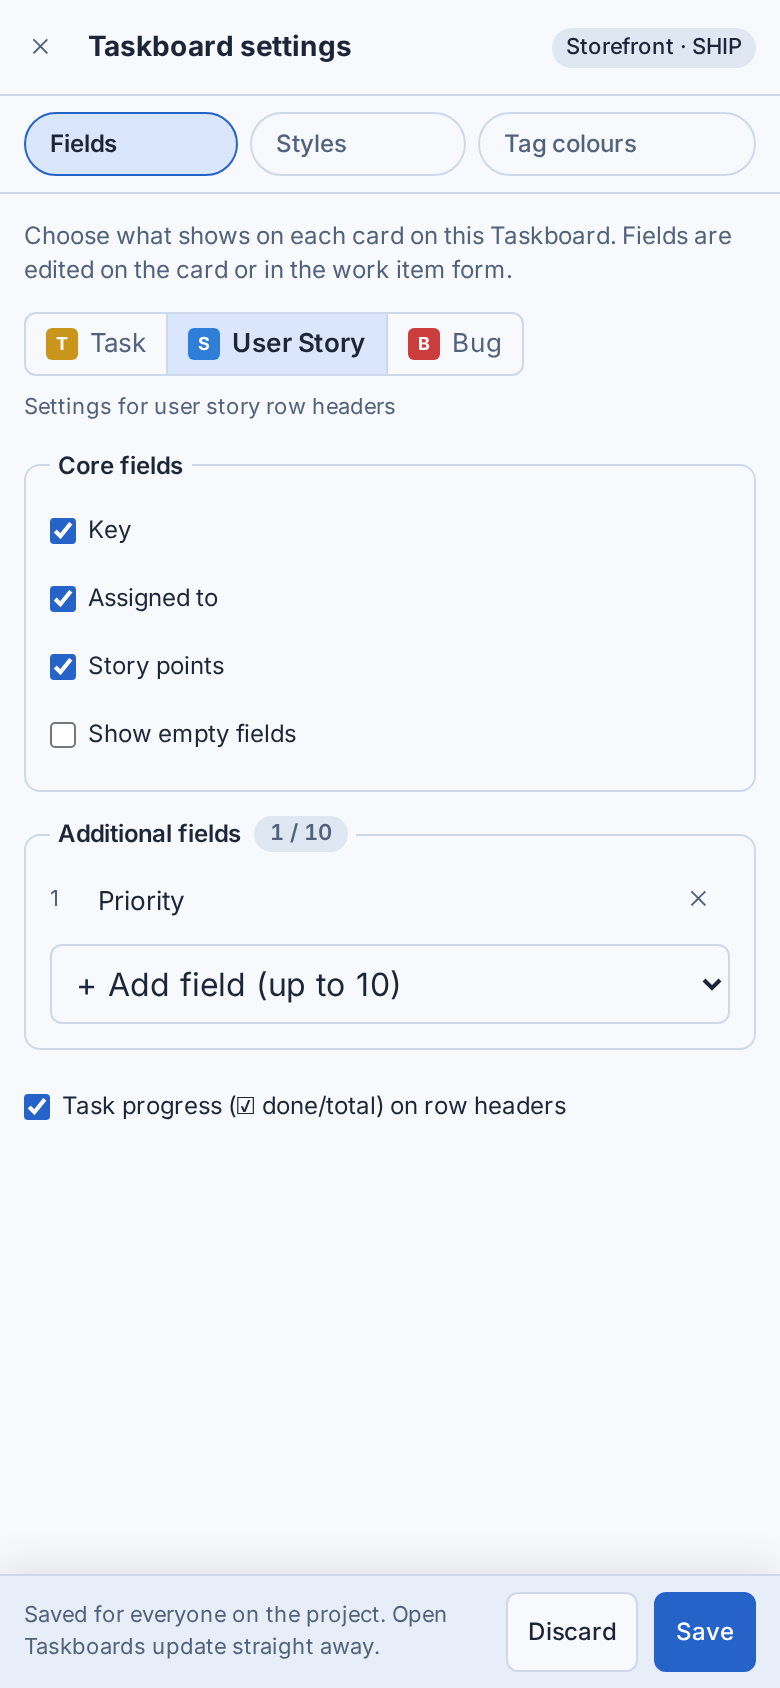 Taskboard settings
Storefront · SHIP
Fields
Styles
Tag colours
Choose what shows on each card on this Taskboard. Fields are
edited on the card or in the work item form.
T Task
S User Story
B Bug
Settings for user story row headers
Core fields
Key
Assigned to
Story points
Show empty fields
Additional fields 1 / 10
1 Priority
+ Add field (up to 10)
Task progress (☑ done/total) on row headers
Saved for everyone on the project. Open
Taskboards update straight away.
Discard
Save